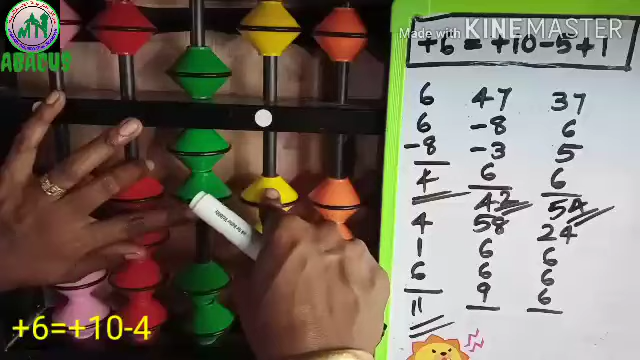 Made with KINEMASTER
ABACUS
+6 = +10-5+1
6 47 37
6 -8 6
-8 -3 5
4 6 6
42 54
4 58 24
1 6 6
6 6 6
11 9 6
+6=+10-4